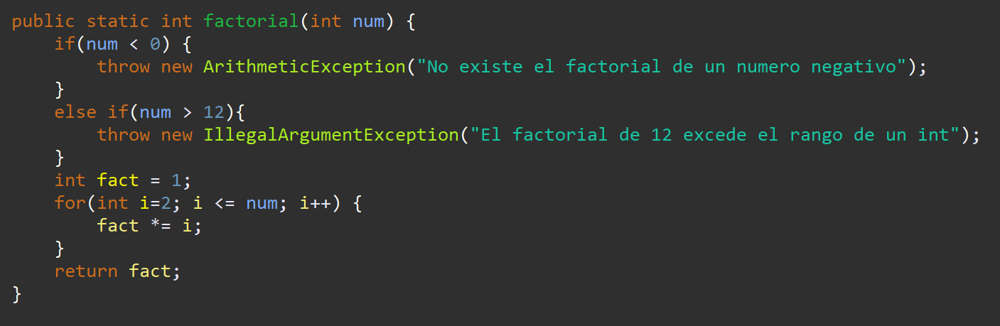 public static int factorial(int num) {
    if(num < 0) {
        throw new ArithmeticException("No existe el factorial de un numero negativo");
    }
    else if(num > 12){
        throw new IllegalArgumentException("El factorial de 12 excede el rango de un int");
    }
    int fact = 1;
    for(int i=2; i <= num; i++) {
        fact *= i;
    }
    return fact;
}